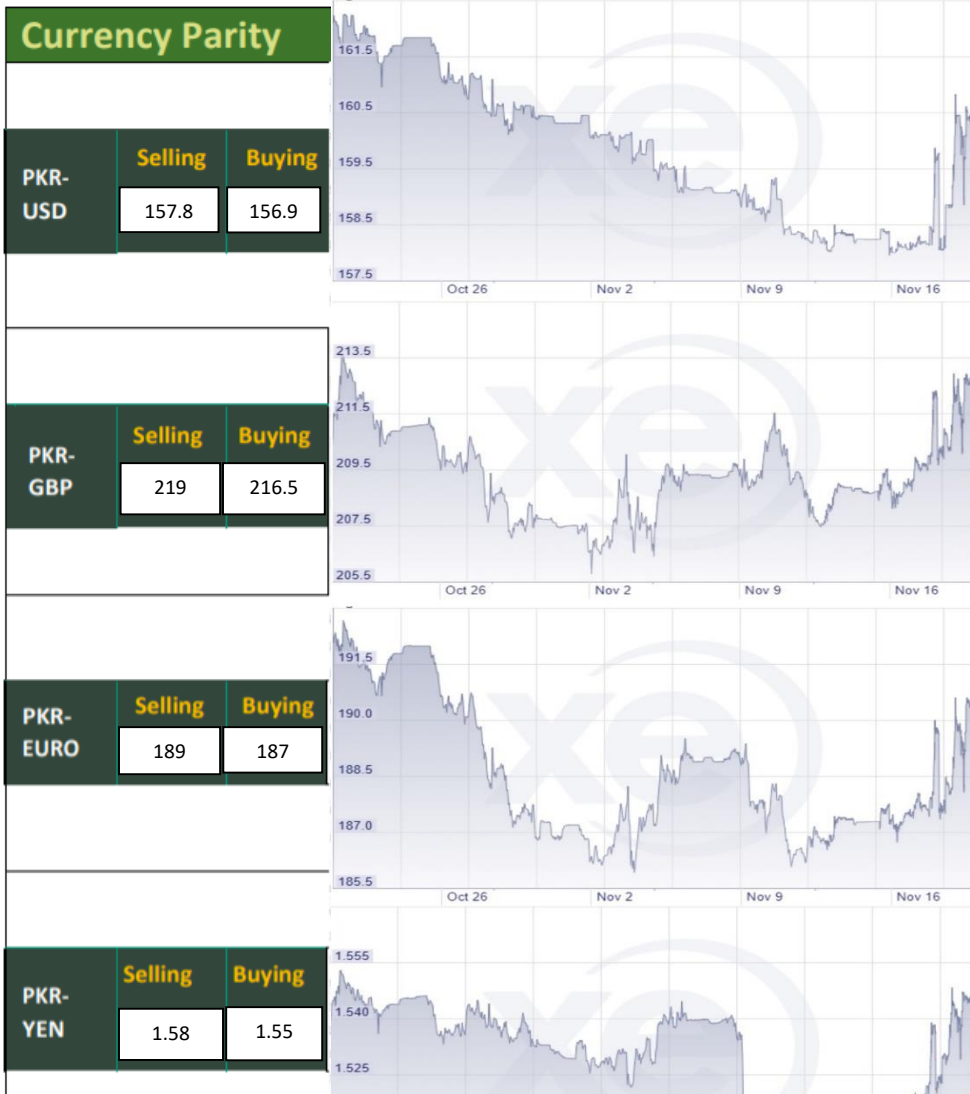 Currency Parity
PKR-
USD
Selling Buying
157.8 156.9
161.5
160.5
159.5
158.5
157.5
Oct 26 Nov 2 Nov 9 Nov 16
xe
PKR-
GBP
Selling Buying
219 216.5
213.5
211.5
209.5
207.5
205.5
Oct 26 Nov 2 Nov 9 Nov 16
xe
PKR-
EURO
Selling Buying
189 187
191.5
190.0
188.5
187.0
185.5
Oct 26 Nov 2 Nov 9 Nov 16
xe
PKR-
YEN
Selling Buying
1.58 1.55
1.555
1.540
1.525
xe